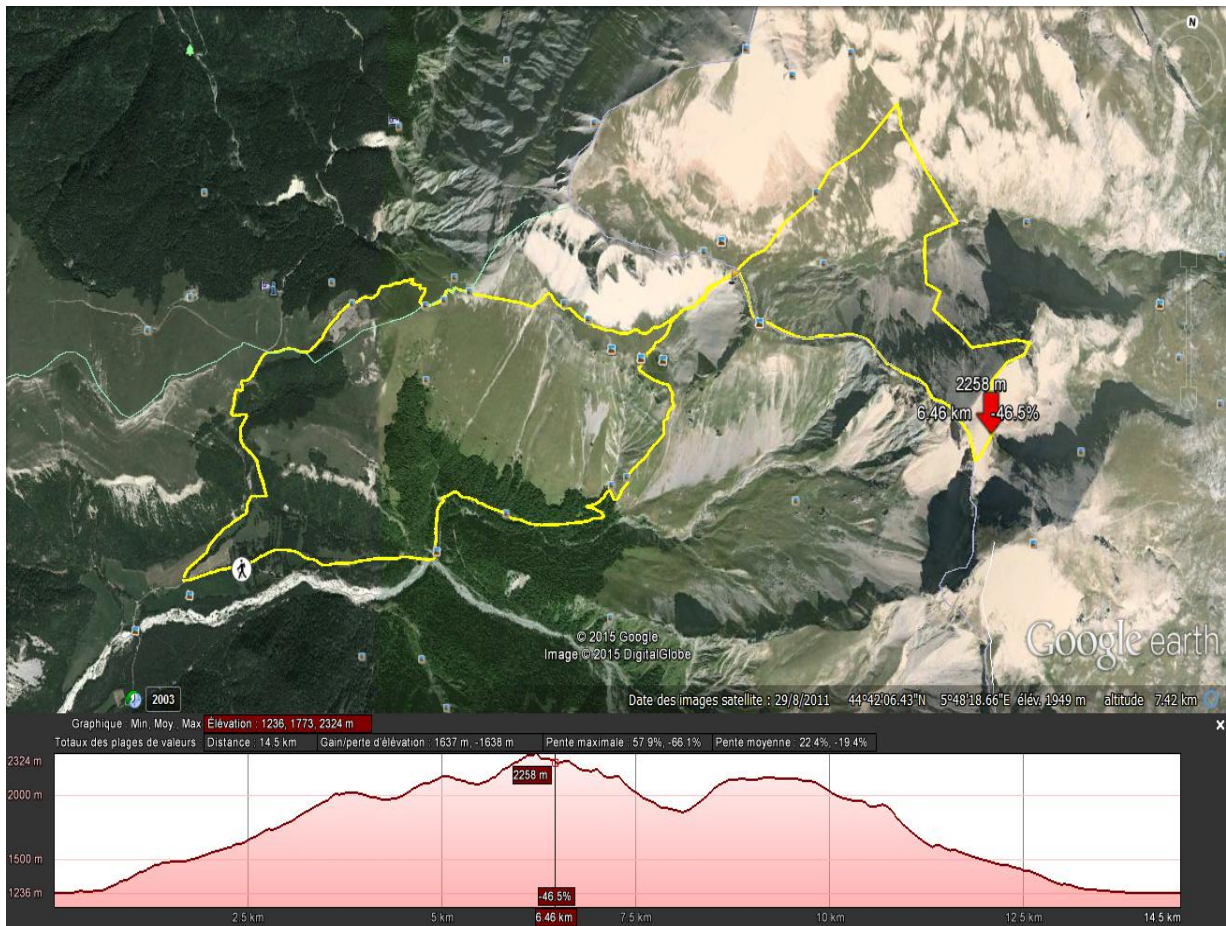 N
2258 m
6.46 km -46.5%
© 2015 Google
Image © 2015 DigitalGlobe
Google earth
2003
Date des images satellite : 29/8/2011 44°42'06.43"N 5°48'18.66"E élév. 1949 m altitude 7.42 km
Graphique : Min, Moy., Max Élévation : 1236, 1773, 2324 m
Totaux des plages de valeurs : Distance : 14.5 km Gain/perte d'élévation : 1637 m, -1638 m Pente maximale : 57.9%, -66.1% Pente moyenne : 22.4%, -19.4%
2324 m
2258 m
2000 m
1500 m
1236 m
-46.5%
2.5 km 5 km 6.46 km 7.5 km 10 km 12.5 km 14.5 km